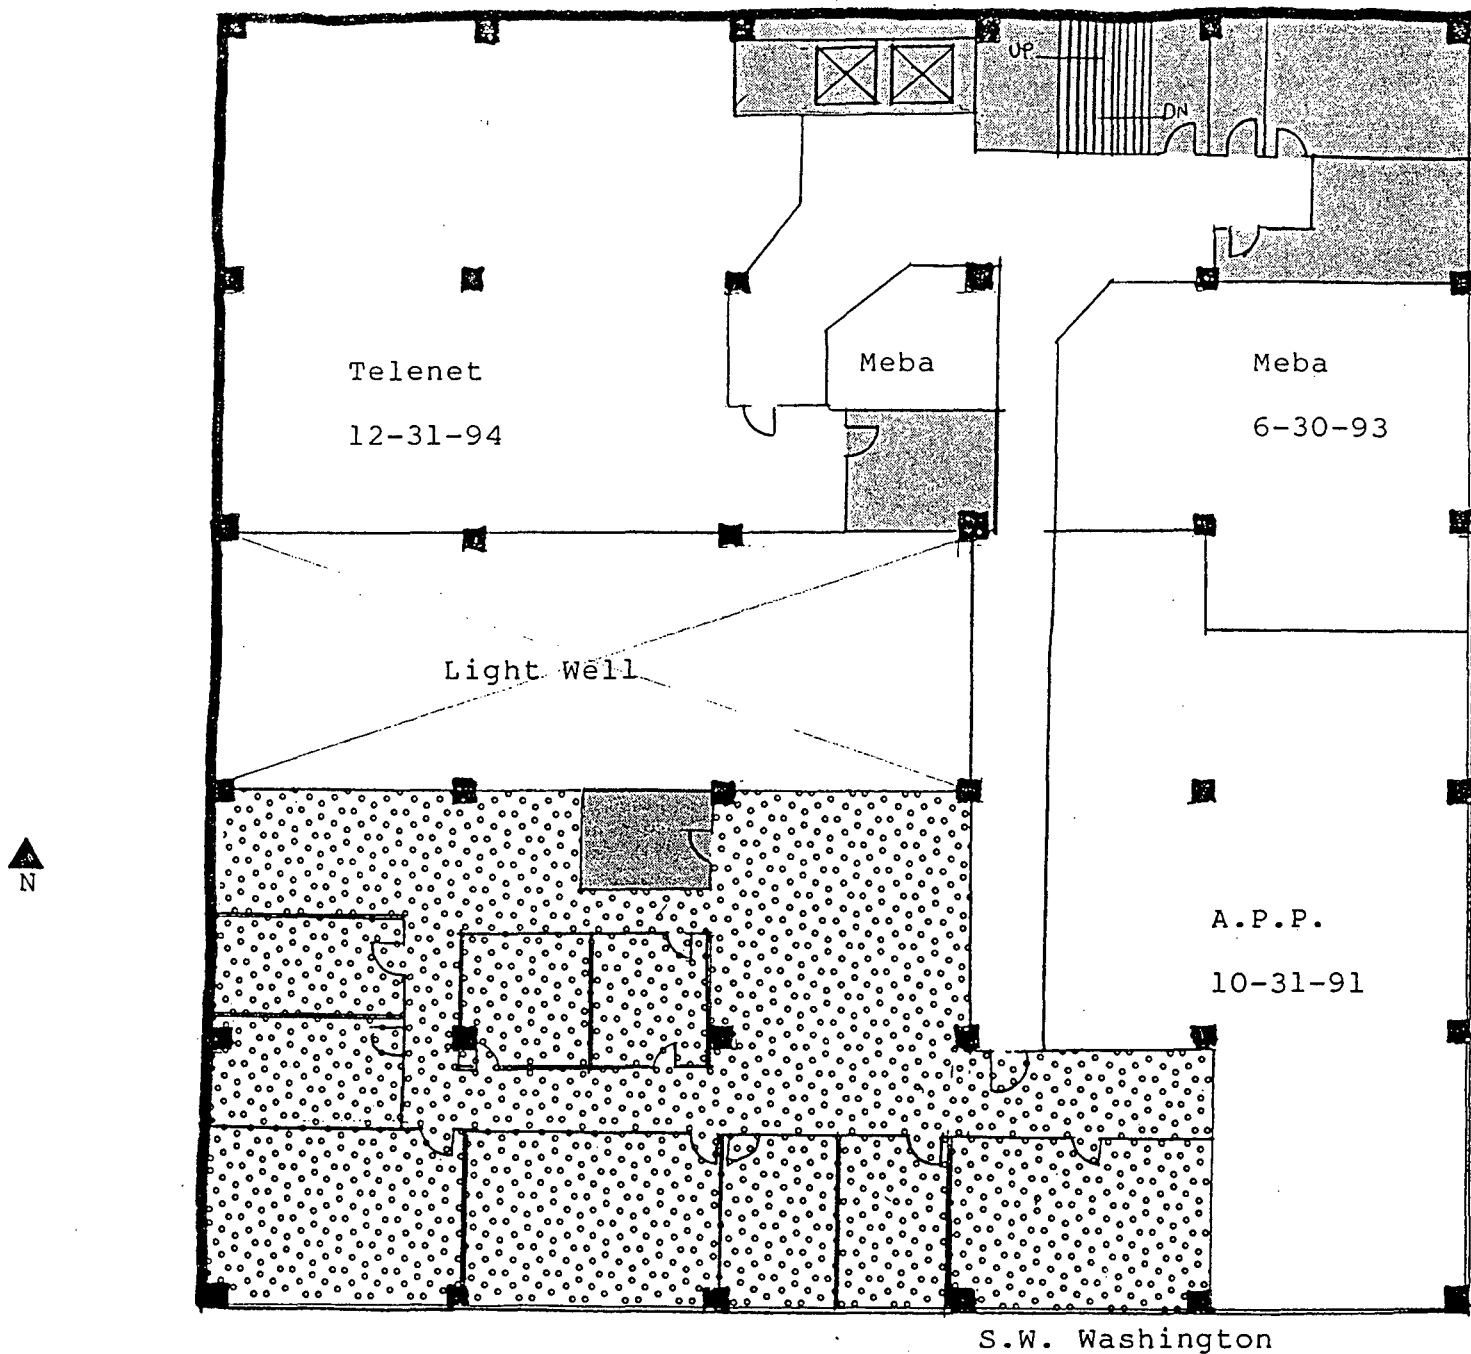 UP
DN
Telenet
12-31-94
Meba
Meba
6-30-93
Light Well
N
A.P.P.
10-31-91
S.W. Washington